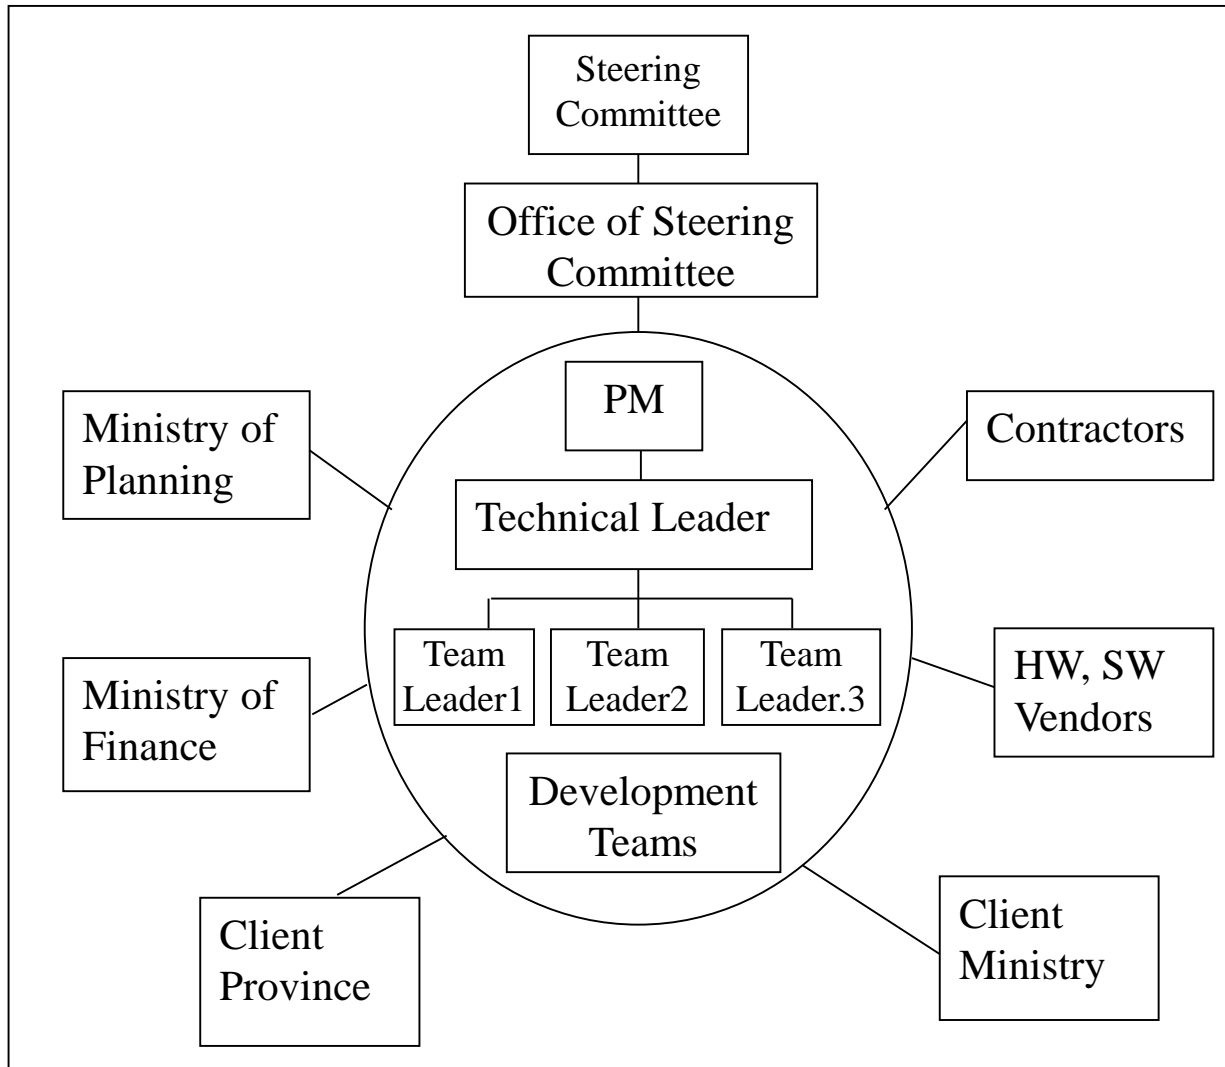 Steering
Committee
Office of Steering
Committee
PM
Ministry of
Planning
Contractors
Technical Leader
Team
Leader1
Team
Leader2
Team
Leader.3
Ministry of
Finance
HW, SW
Vendors
Development
Teams
Client
Province
Client
Ministry